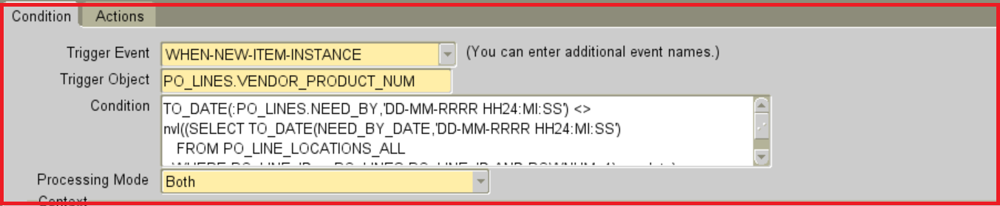 Condition Actions
Trigger Event WHEN-NEW-ITEM-INSTANCE (You can enter additional event names.)
Trigger Object PO_LINES.VENDOR_PRODUCT_NUM
Condition TO_DATE(:PO_LINES.NEED_BY,'DD-MM-RRRR HH24:MI:SS') <>
nvl((SELECT TO_DATE(NEED_BY_DATE,'DD-MM-RRRR HH24:MI:SS')
FROM PO_LINE_LOCATIONS_ALL
Processing Mode Both
Context